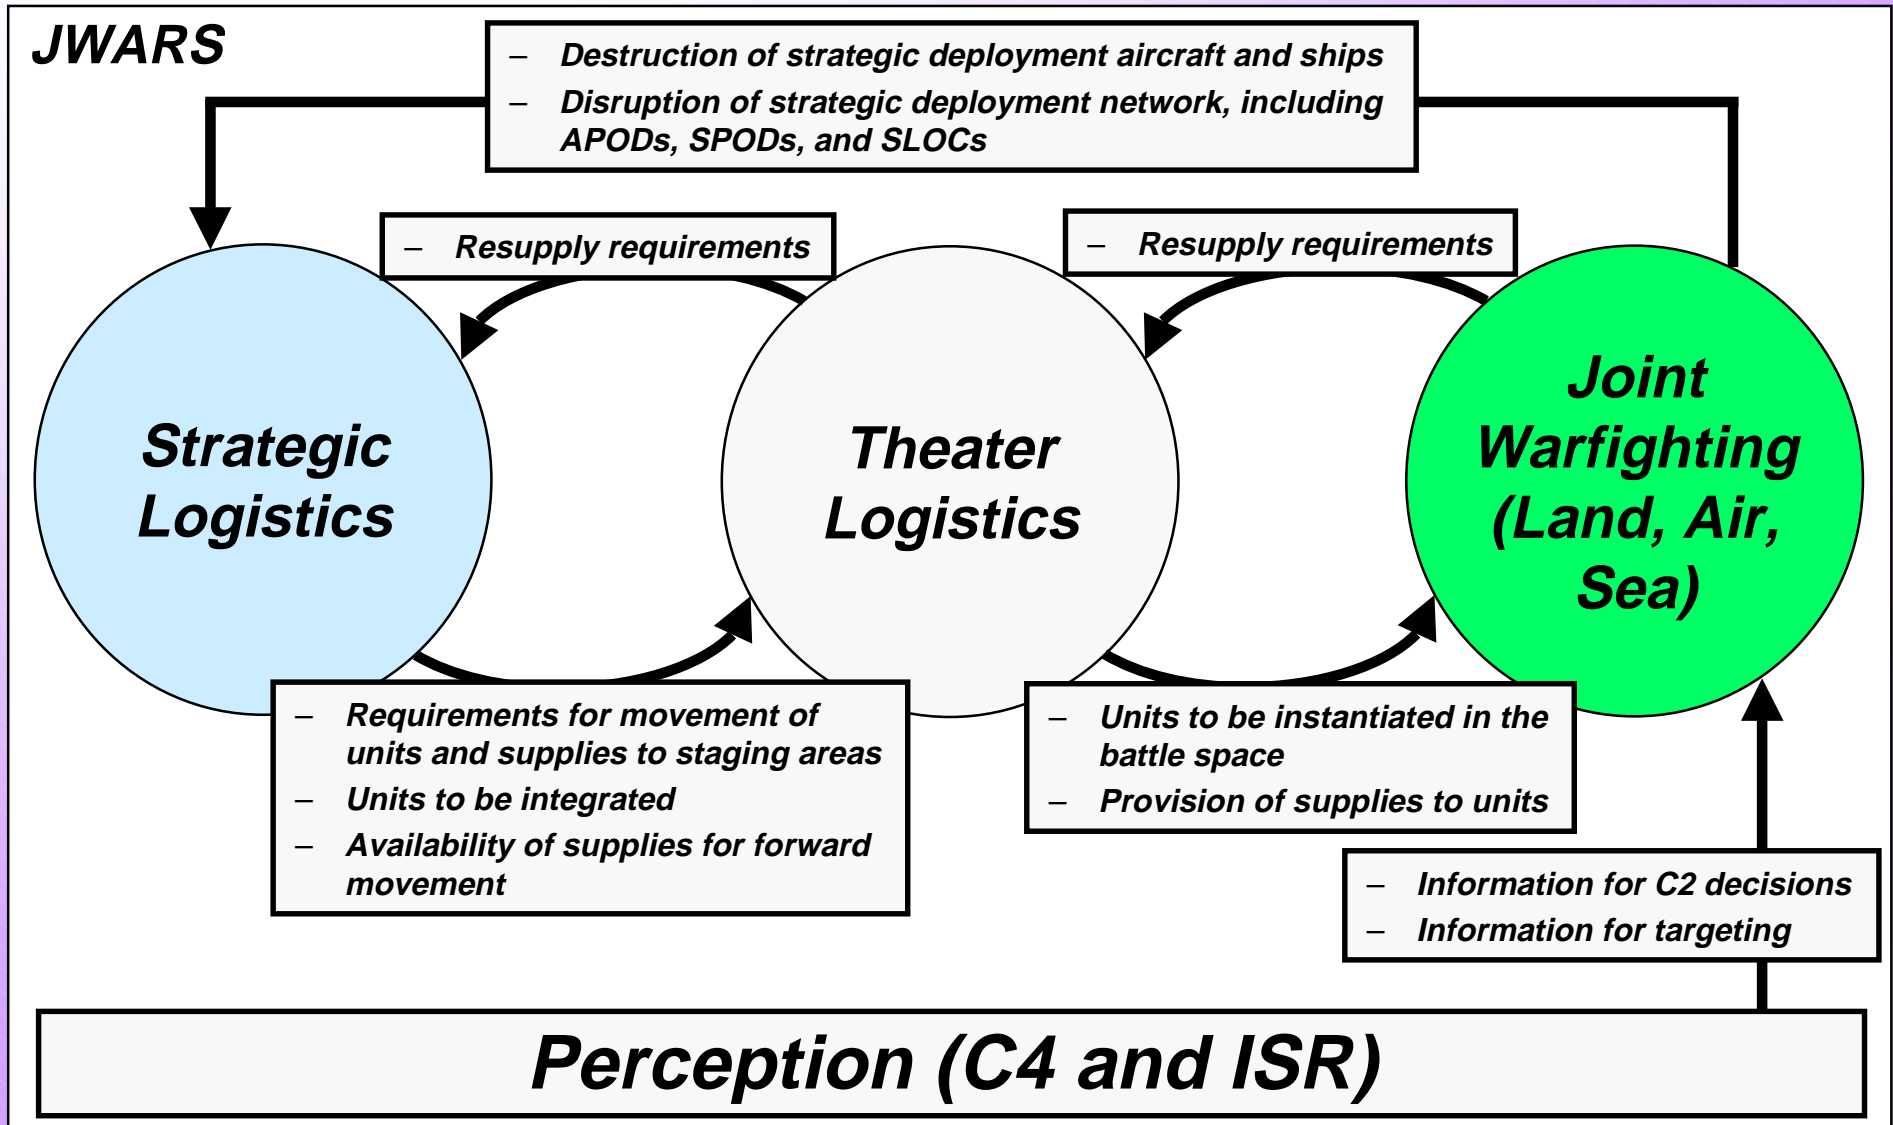 JWARS
– Destruction of strategic deployment aircraft and ships
– Disruption of strategic deployment network, including
APODs, SPODs, and SLOCs
– Resupply requirements
– Resupply requirements
Strategic
Logistics
Theater
Logistics
Joint
Warfighting
(Land, Air,
Sea)
– Requirements for movement of
units and supplies to staging areas
– Units to be integrated
– Availability of supplies for forward
movement
– Units to be instantiated in the
battle space
– Provision of supplies to units
– Information for C2 decisions
– Information for targeting
Perception (C4 and ISR)